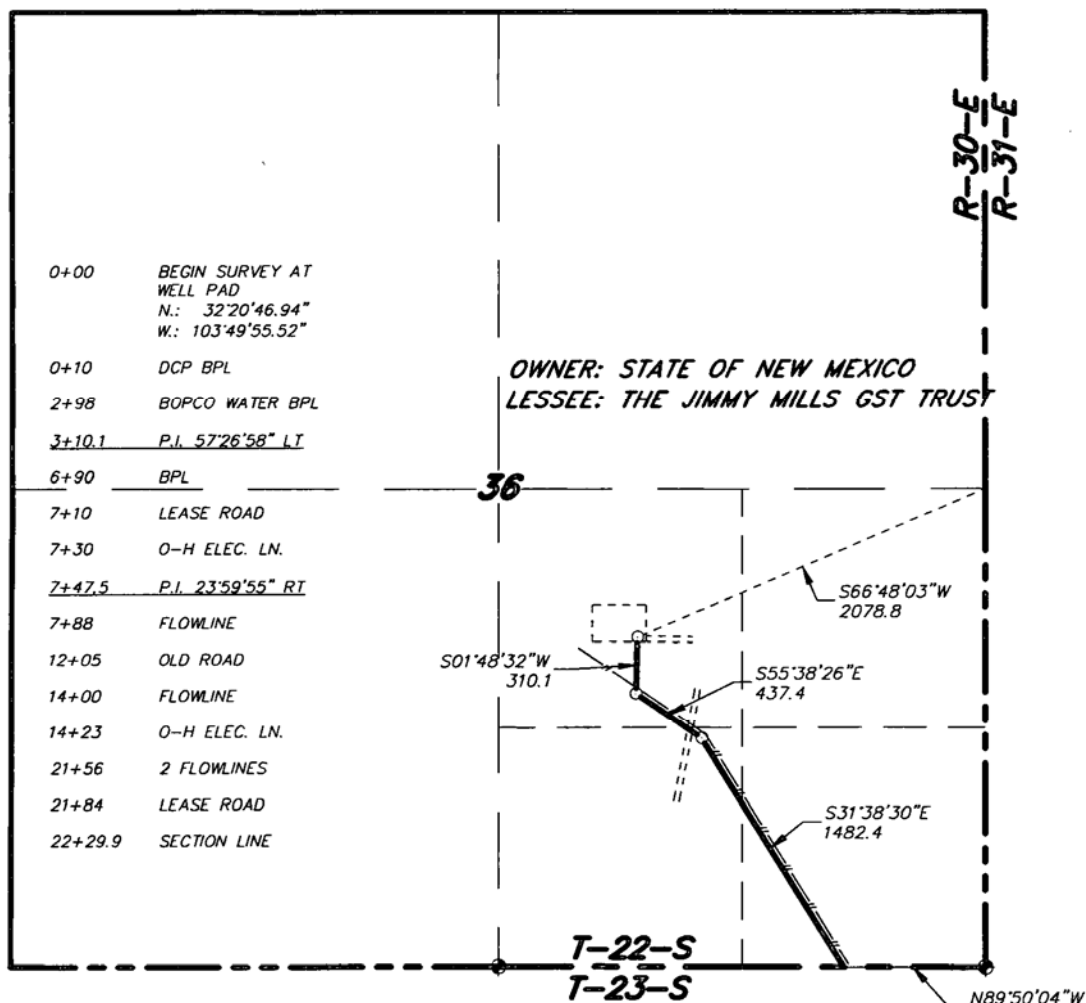 R-30-E
R-31-E
0+00 BEGIN SURVEY AT
WELL PAD
N.: 32°20'46.94"
W.: 103°49'55.52"
0+10 DCP BPL
2+98 BOPCO WATER BPL
3+10.1 P.I. 57°26'58" LT
6+90 BPL
7+10 LEASE ROAD
7+30 O-H ELEC. LN.
7+47.5 P.I. 23°59'55" RT
7+88 FLOWLINE
12+05 OLD ROAD
14+00 FLOWLINE
14+23 O-H ELEC. LN.
21+56 2 FLOWLINES
21+84 LEASE ROAD
22+29.9 SECTION LINE
OWNER: STATE OF NEW MEXICO
LESSEE: THE JIMMY MILLS GST TRUST
36
S66°48'03"W
2078.8
S01°48'32"W
310.1
S55°38'26"E
437.4
S31°38'30"E
1482.4
T-22-S
T-23-S
N89°50'04"W